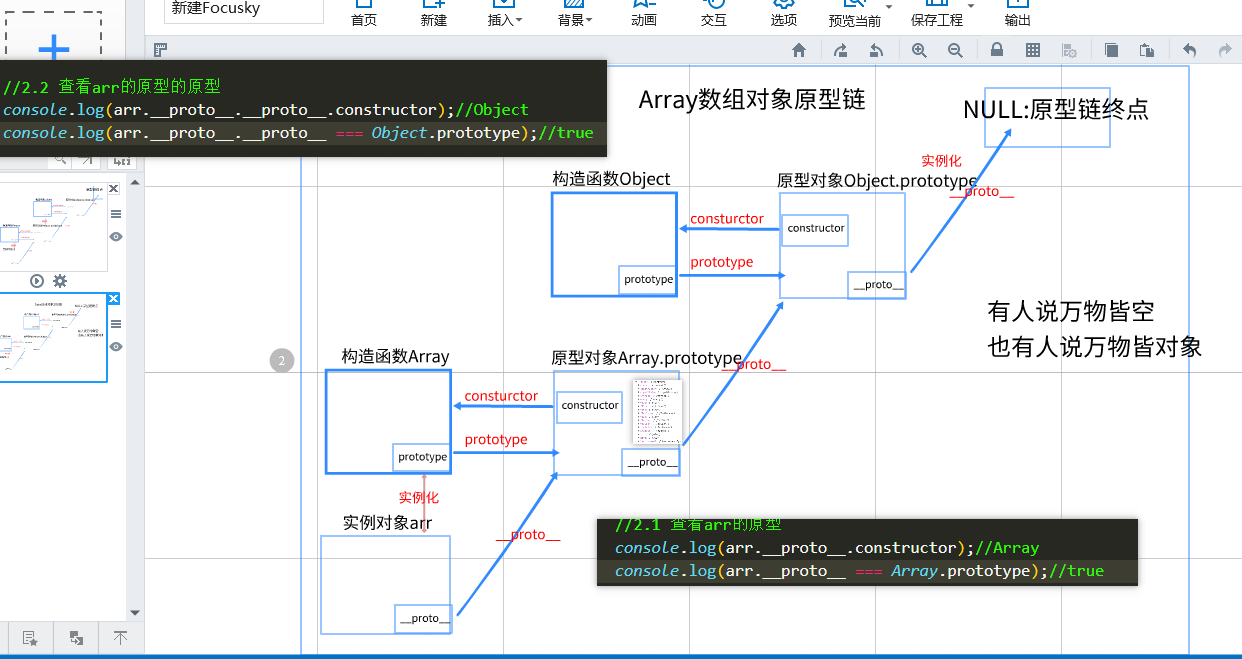 新建Focusky
首页
新建
插入
背景
动画
交互
选项
预览当前
保存工程
输出
//2.2 查看arr的原型的原型
console.log(arr.__proto__.__proto__.constructor);//Object
console.log(arr.__proto__.__proto__ === Object.prototype);//true
Array数组对象原型链
NULL:原型链终点
实例化
__proto__
构造函数Object
原型对象Object.prototype
consturctor
constructor
prototype
prototype
__proto__
有人说万物皆空
也有人说万物皆对象
2
构造函数Array
原型对象Array.prototype
__proto__
consturctor
constructor
prototype
prototype
__proto__
实例化
实例对象arr
__proto__
__proto__
//2.1 查看arr的原型
console.log(arr.__proto__.constructor);//Array
console.log(arr.__proto__ === Array.prototype);//true